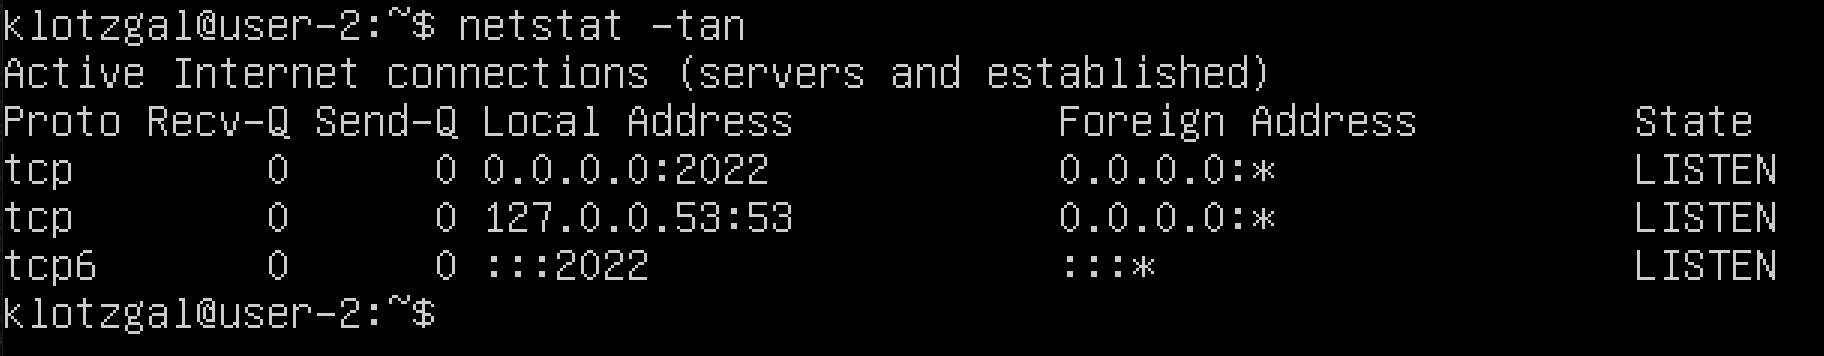 klotzgal@user-2:~$ netstat -tan
Active Internet connections (servers and established)
Proto Recv-Q Send-Q Local Address           Foreign Address         State
tcp        0      0 0.0.0.0:2022            0.0.0.0:*               LISTEN
tcp        0      0 127.0.0.53:53           0.0.0.0:*               LISTEN
tcp6       0      0 :::2022                 :::*                    LISTEN
klotzgal@user-2:~$